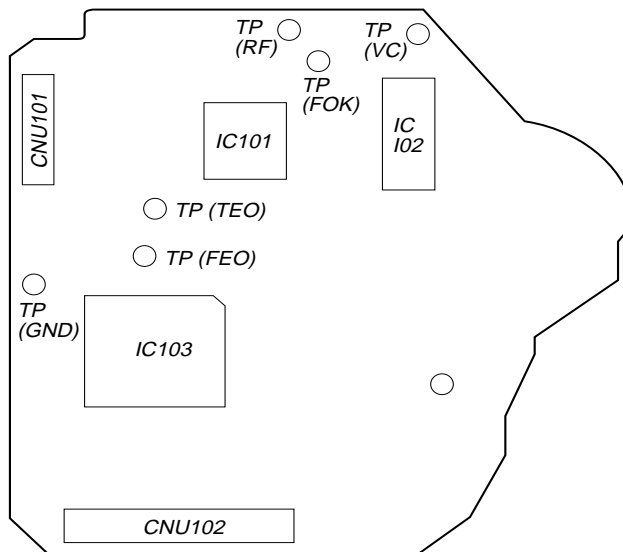 TP
(RF)
TP
(VC)
TP
(FOK)
CNU101
IC101
IC
I02
TP (TEO)
TP (FEO)
TP
(GND)
IC103
CNU102